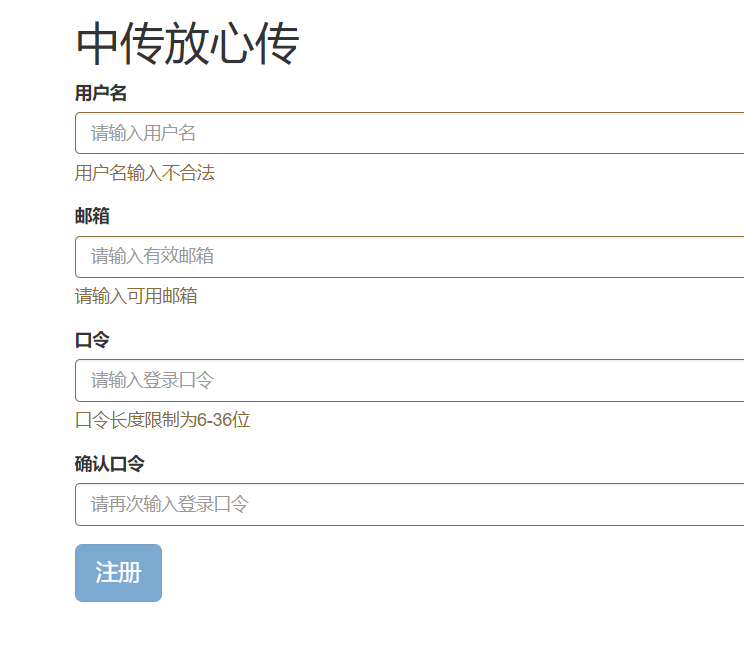 中传放心传
用户名
请输入用户名
用户名输入不合法
邮箱
请输入有效邮箱
请输入可用邮箱
口令
请输入登录口令
口令长度限制为6-36位
确认口令
请再次输入登录口令
注册